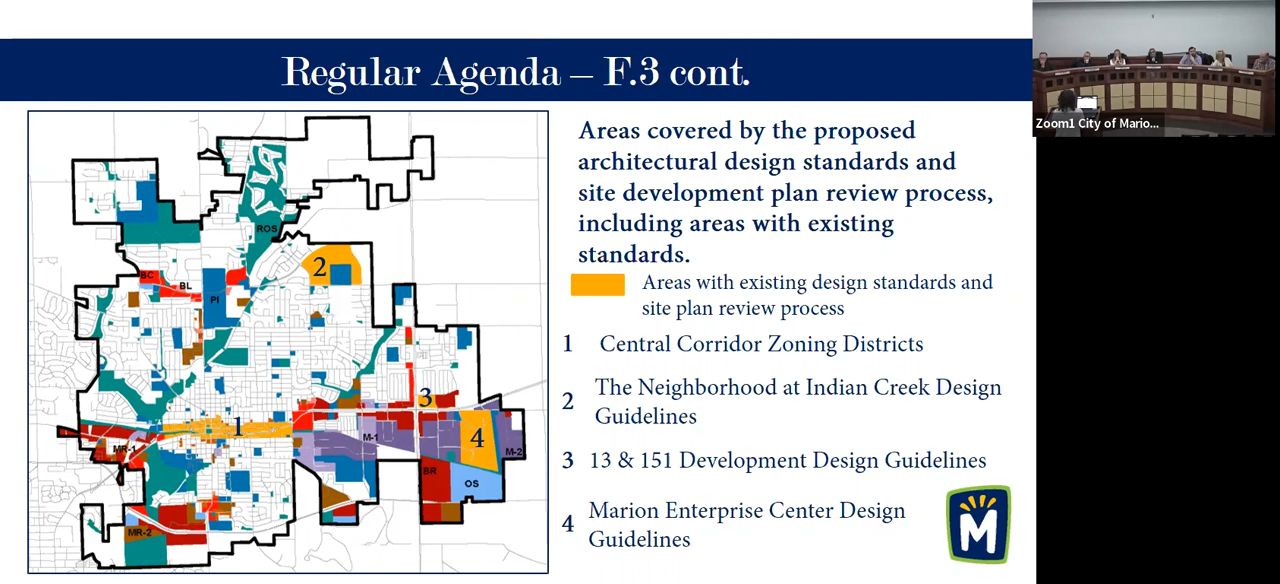 Regular Agenda – F.3 cont.
Zoom1 City of Mario...
Areas covered by the proposed
architectural design standards and
site development plan review process,
including areas with existing
standards.
Areas with existing design standards and
site plan review process
1 Central Corridor Zoning Districts
2 The Neighborhood at Indian Creek Design
Guidelines
3 13 & 151 Development Design Guidelines
4 Marion Enterprise Center Design
Guidelines
M
ROS
2
BC
BL
PI
3
1
4
M-1
M-2
MR-1
BR
OS
MR-2